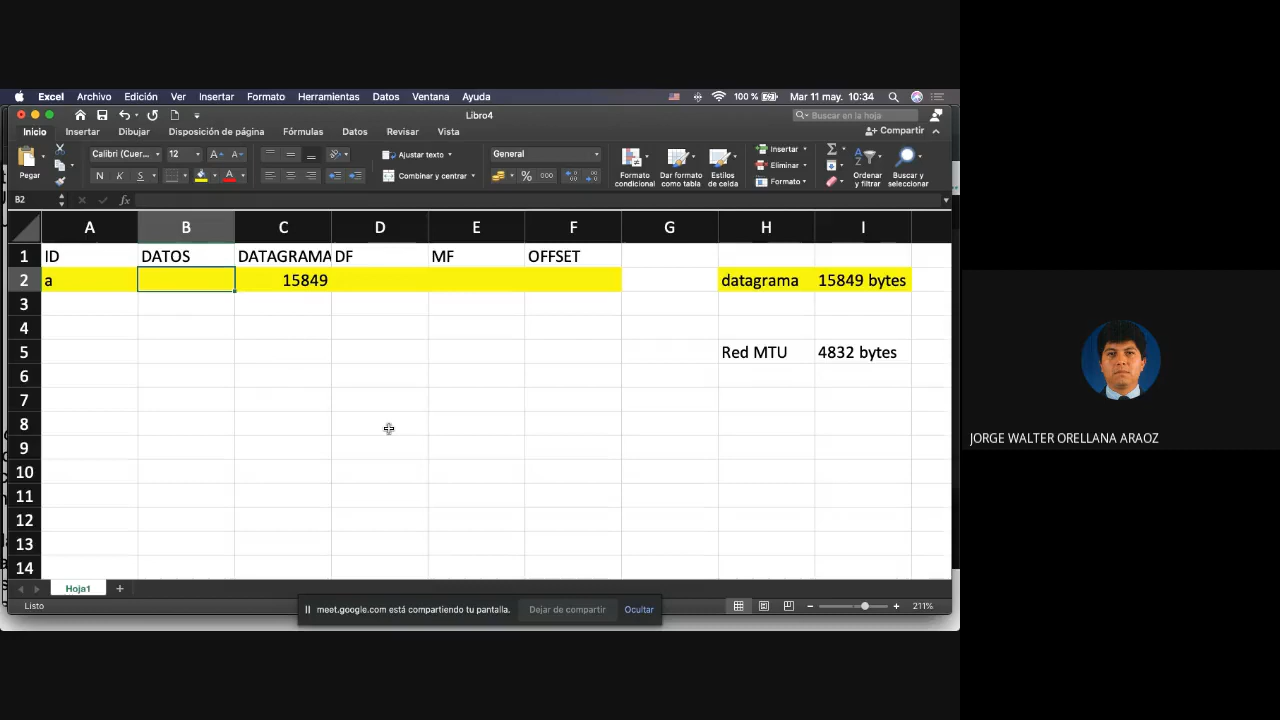 Excel Archivo Edición Ver Insertar Formato Herramientas Datos Ventana Ayuda 100 % Mar 11 may. 10:34
Libro4
Buscar en la hoja
Inicio Insertar Dibujar Disposición de página Fórmulas Datos Revisar Vista Compartir
Pegar
Calibri (Cuer... 12 A A
N K S A
Ajustar texto
Combinar y centrar
General
% 000
Formato condicional
Dar formato como tabla
Estilos de celda
Insertar
Eliminar
Formato
Ordenar y filtrar
Buscar y seleccionar
B2 fx
A B C D E F G H I
1 ID DATOS DATAGRAMA DF MF OFFSET
2 a 15849 datagrama 15849 bytes
3
4
5 Red MTU 4832 bytes
6
7
8
9
10
11
12
13
14
Hoja1 +
Listo
meet.google.com está compartiendo tu pantalla. Dejar de compartir Ocultar
211%
JORGE WALTER ORELLANA ARAOZ